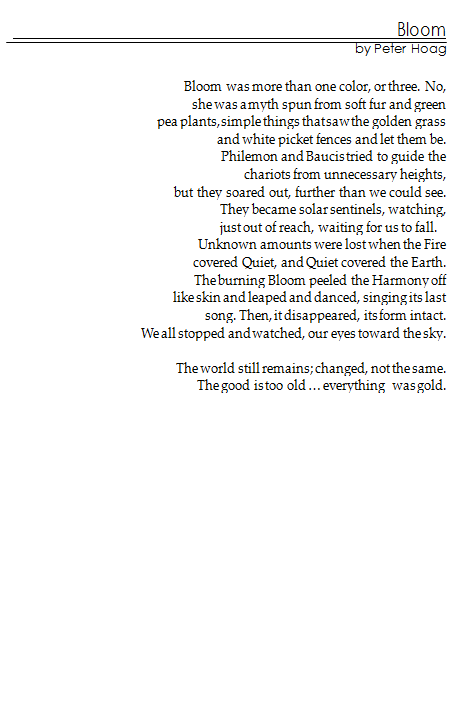 Bloom
by Peter Hoag
Bloom was more than one color, or three. No,
she was a myth spun from soft fur and green
pea plants, simple things that saw the golden grass
and white picket fences and let them be.
Philemon and Baucis tried to guide the
chariots from unnecessary heights,
but they soared out, further than we could see.
They became solar sentinels, watching,
just out of reach, waiting for us to fall.
Unknown amounts were lost when the Fire
covered Quiet, and Quiet covered the Earth.
The burning Bloom peeled the Harmony off
like skin and leaped and danced, singing its last
song. Then, it disappeared, its form intact.
We all stopped and watched, our eyes toward the sky.
The world still remains; changed, not the same.
The good is too old ... everything was gold.